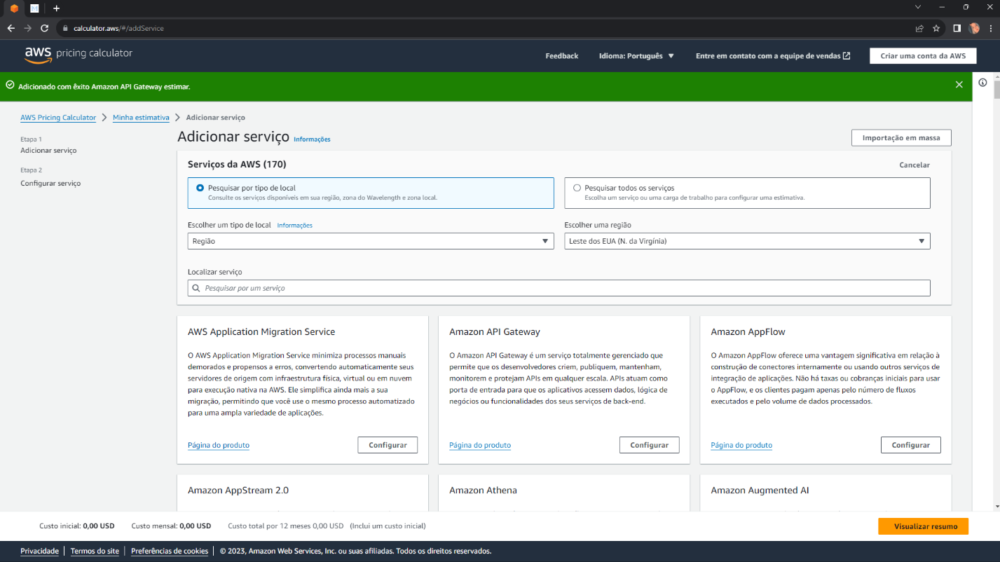 calculator.aws/#/addService
aws pricing calculator
Feedback
Idioma: Português
Entre em contato com a equipe de vendas
Criar uma conta da AWS
Adicionado com êxito Amazon API Gateway estimar.
AWS Pricing Calculator
Minha estimativa
Adicionar serviço
Etapa 1
Adicionar serviço
Etapa 2
Configurar serviço
Adicionar serviço
Informações
Importação em massa
Serviços da AWS (170)
Cancelar
Pesquisar por tipo de local
Consulte os serviços disponíveis em sua região, zona do Wavelength e zona local.
Pesquisar todos os serviços
Escolha um serviço ou uma carga de trabalho para configurar uma estimativa.
Escolher um tipo de local
Informações
Região
Escolher uma região
Leste dos EUA (N. da Virgínia)
Localizar serviço
Pesquisar por um serviço
AWS Application Migration Service
O AWS Application Migration Service minimiza processos manuais
demorados e propensos a erros, convertendo automaticamente seus
servidores de origem com infraestrutura física, virtual ou em nuvem
para execução nativa na AWS. Ele simplifica ainda mais a sua
migração, permitindo que você use o mesmo processo automatizado
para uma ampla variedade de aplicações.
Página do produto
Configurar
Amazon API Gateway
O Amazon API Gateway é um serviço totalmente gerenciado que
permite que os desenvolvedores criem, publiquem, mantenham,
monitorem e protejam APIs em qualquer escala. APIs atuam como
porta de entrada para que os aplicativos acessem dados, lógica de
negócios ou funcionalidades dos seus serviços de back-end.
Página do produto
Configurar
Amazon AppFlow
O Amazon AppFlow oferece uma vantagem significativa em relação à
construção de conectores internamente ou usando outros serviços de
integração de aplicações. Não há taxas ou cobranças iniciais para usar
o AppFlow, e os clientes pagam apenas pelo número de fluxos
executados e pelo volume de dados processados.
Página do produto
Configurar
Amazon AppStream 2.0
Amazon Athena
Amazon Augmented AI
Custo inicial: 0,00 USD
Custo mensal: 0,00 USD
Custo total por 12 meses 0,00 USD (Inclui um custo inicial)
Visualizar resumo
Privacidade
Termos do site
Preferências de cookies
© 2023, Amazon Web Services, Inc. ou suas afiliadas. Todos os direitos reservados.